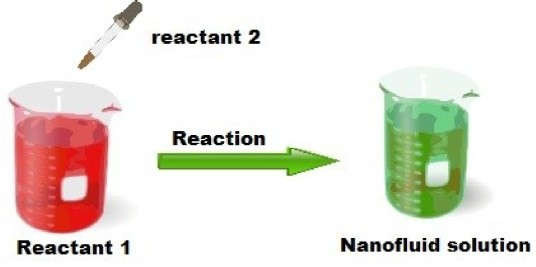 reactant 2
Reaction
Reactant 1
Nanofluid solution